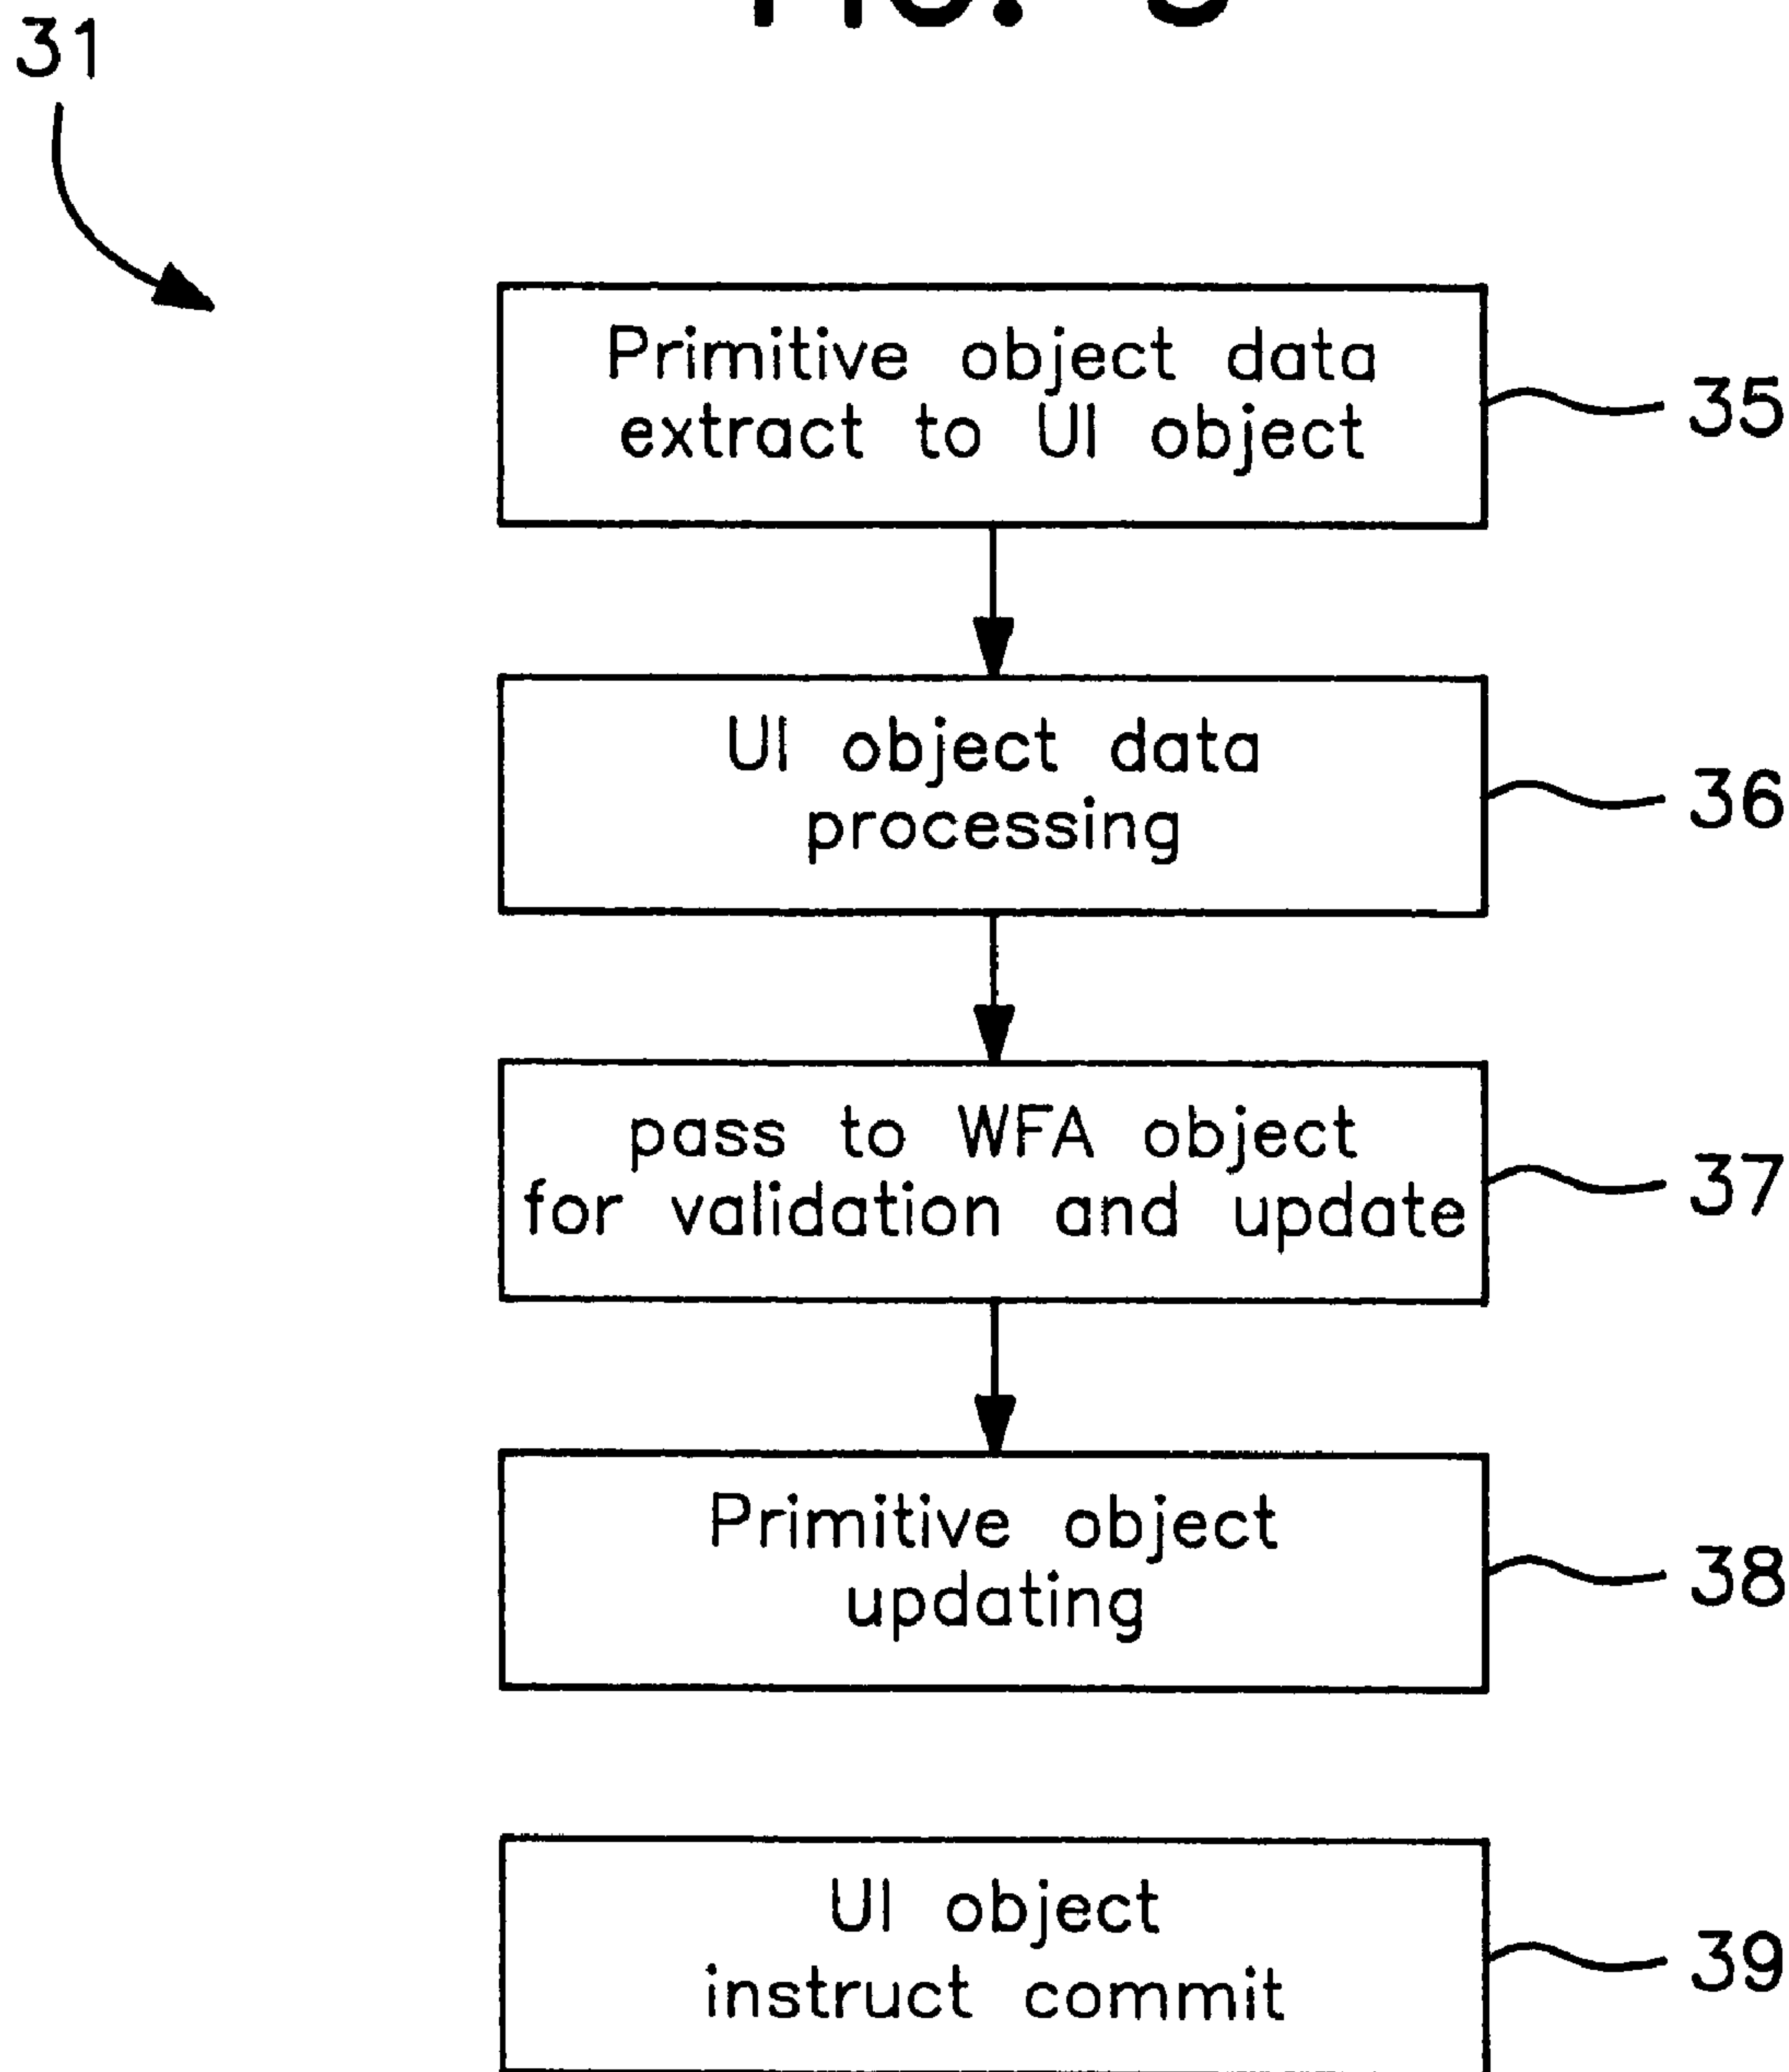 FIG.
31
Primitive object data
extract to UI object
35
UI object data
processing
36
pass to WFA object
for validation and update
37
Primitive object
updating
38
UI object
instruct commit
39